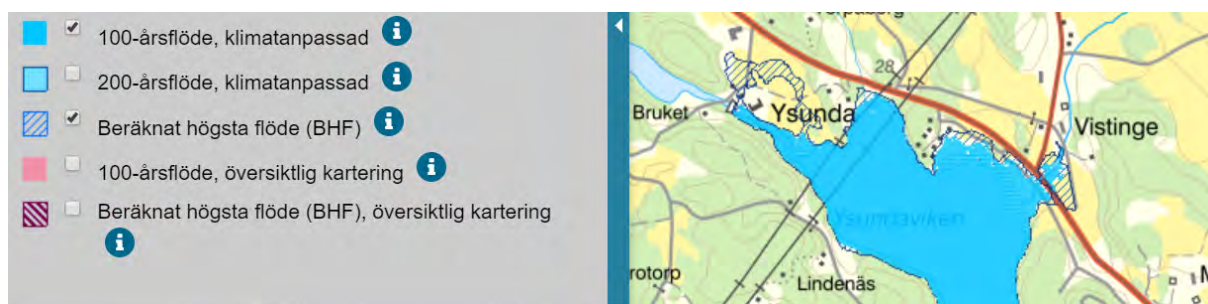 100-årsflöde, klimatanpassad
200-årsflöde, klimatanpassad
Beräknat högsta flöde (BHF)
100-årsflöde, översiktlig kartering
Beräknat högsta flöde (BHF), översiktlig kartering
28
Bruket
Ysunda
Vistinge
Ysundaviken
rotorp
Lindenäs